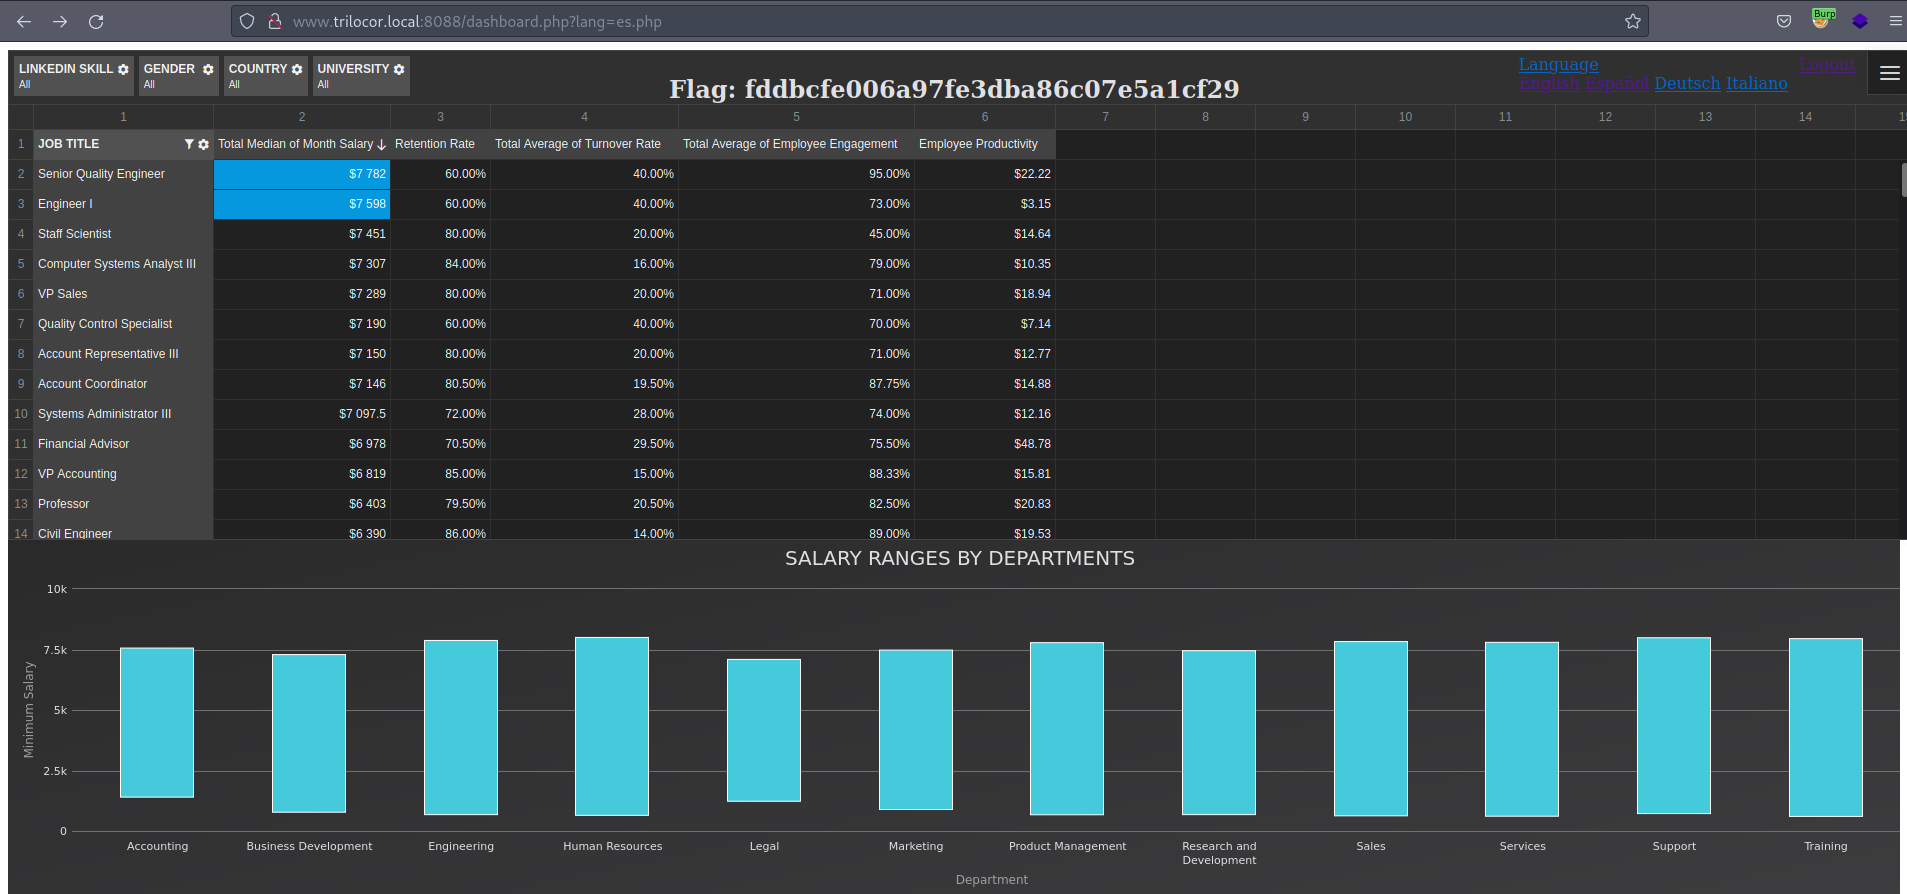 www.trilocor.local:8088/dashboard.php?lang=es.php
Burp
LINKEDIN SKILL GENDER COUNTRY UNIVERSITY
All All All All
Flag: fddbcfe006a97fe3dba86c07e5a1cf29
Language Logout
English Español Deutsch Italiano
1 2 3 4 5 6 7 8 9 10 11 12 13 14
1 JOB TITLE Total Median of Month Salary Retention Rate Total Average of Turnover Rate Total Average of Employee Engagement Employee Productivity
2 Senior Quality Engineer $7 782 60.00% 40.00% 95.00% $22.22
3 Engineer I $7 598 60.00% 40.00% 73.00% $3.15
4 Staff Scientist $7 451 80.00% 20.00% 45.00% $14.64
5 Computer Systems Analyst III $7 307 84.00% 16.00% 79.00% $10.35
6 VP Sales $7 289 80.00% 20.00% 71.00% $18.94
7 Quality Control Specialist $7 190 60.00% 40.00% 70.00% $7.14
8 Account Representative III $7 150 80.00% 20.00% 71.00% $12.77
9 Account Coordinator $7 146 80.50% 19.50% 87.75% $14.88
10 Systems Administrator III $7 097.5 72.00% 28.00% 74.00% $12.16
11 Financial Advisor $6 978 70.50% 29.50% 75.50% $48.78
12 VP Accounting $6 819 85.00% 15.00% 88.33% $15.81
13 Professor $6 403 79.50% 20.50% 82.50% $20.83
14 Civil Engineer $6 390 86.00% 14.00% 89.00% $19.53
SALARY RANGES BY DEPARTMENTS
10k
7.5k
5k
2.5k
0
Minimum Salary
Accounting Business Development Engineering Human Resources Legal Marketing Product Management Research and Development Sales Services Support Training
Department